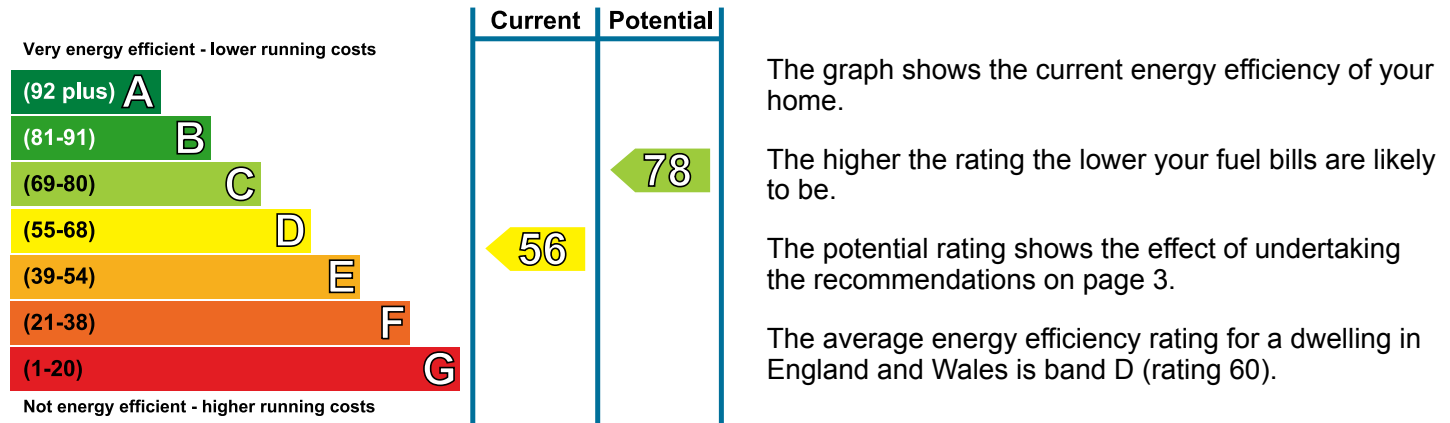 Current Potential
Very energy efficient - lower running costs
(92 plus) A
(81-91) B
(69-80) C
78
(55-68) D
56
(39-54) E
(21-38) F
(1-20) G
Not energy efficient - higher running costs
The graph shows the current energy efficiency of your
home.
The higher the rating the lower your fuel bills are likely
to be.
The potential rating shows the effect of undertaking
the recommendations on page 3.
The average energy efficiency rating for a dwelling in
England and Wales is band D (rating 60).